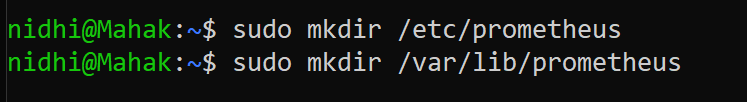 nidhi@Mahak:~$ sudo mkdir /etc/prometheus
nidhi@Mahak:~$ sudo mkdir /var/lib/prometheus